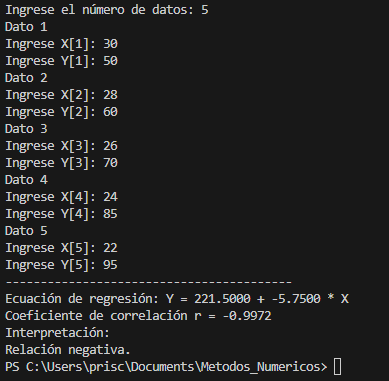 Ingrese el número de datos: 5
Dato 1
Ingrese X[1]: 30
Ingrese Y[1]: 50
Dato 2
Ingrese X[2]: 28
Ingrese Y[2]: 60
Dato 3
Ingrese X[3]: 26
Ingrese Y[3]: 70
Dato 4
Ingrese X[4]: 24
Ingrese Y[4]: 85
Dato 5
Ingrese X[5]: 22
Ingrese Y[5]: 95
-----------------------------------------
Ecuación de regresión: Y = 221.5000 + -5.7500 * X
Coeficiente de correlación r = -0.9972
Interpretación:
Relación negativa.
PS C:\Users\prisc\Documents\Metodos_Numericos>